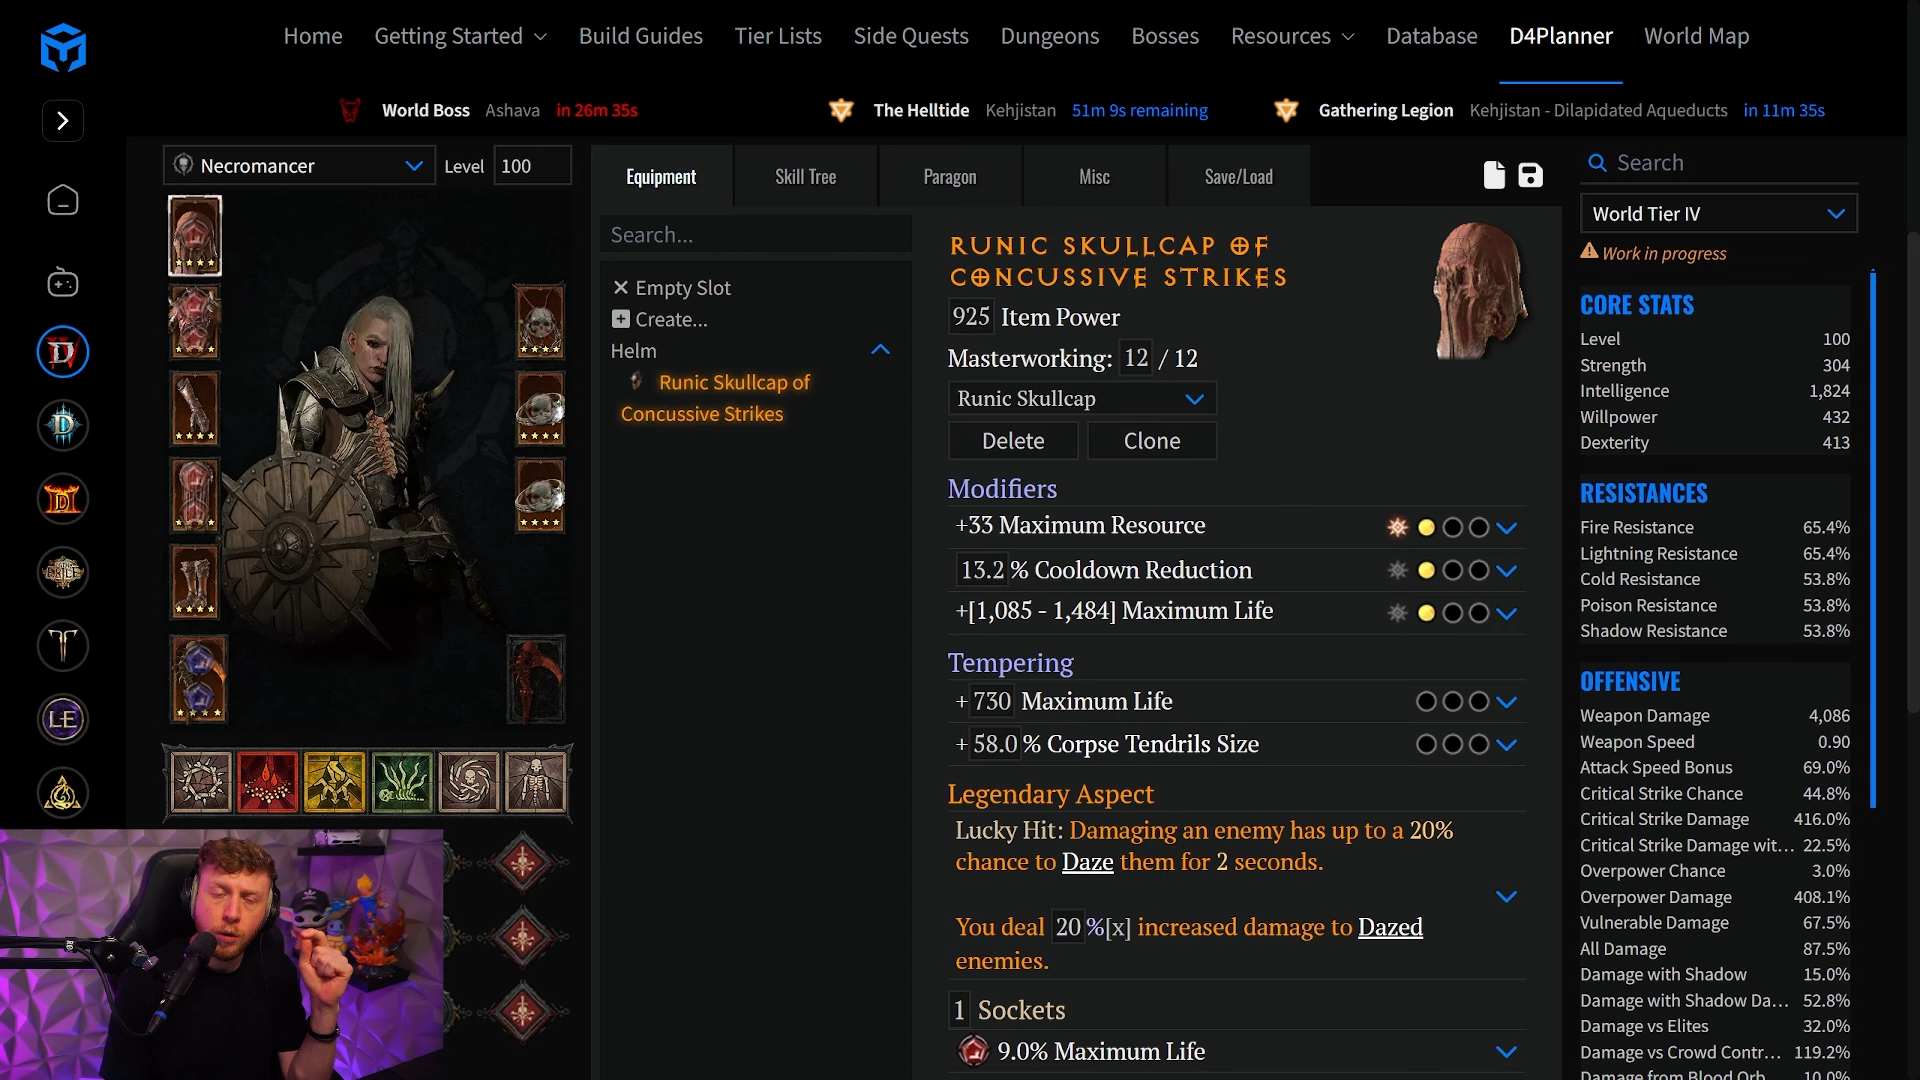 Home
Getting Started
Build Guides
Tier Lists
Side Quests
Dungeons
Bosses
Resources
Database
D4Planner
World Map
World Boss Ashava in 26m 35s
The Helltide Kehjistan 51m 9s remaining
Gathering Legion Kehjistan - Dilapidated Aqueducts in 11m 35s
Necromancer
Level 100
Equipment
Skill Tree
Paragon
Misc
Save/Load
Search...
Empty Slot
Create...
Helm
Runic Skullcap of
Concussive Strikes
RUNIC SKULLCAP OF
CONCUSSIVE STRIKES
925 Item Power
Masterworking: 12 / 12
Runic Skullcap
Delete
Clone
Modifiers
+33 Maximum Resource
13.2 % Cooldown Reduction
+[1,085 - 1,484] Maximum Life
Tempering
+ 730 Maximum Life
+ 58.0 % Corpse Tendrils Size
Legendary Aspect
Lucky Hit: Damaging an enemy has up to a 20%
chance to Daze them for 2 seconds.
You deal 20 %[x] increased damage to Dazed
enemies.
1 Sockets
9.0% Maximum Life
Search
World Tier IV
Work in progress
CORE STATS
Level 100
Strength 304
Intelligence 1,824
Willpower 432
Dexterity 413
RESISTANCES
Fire Resistance 65.4%
Lightning Resistance 65.4%
Cold Resistance 53.8%
Poison Resistance 53.8%
Shadow Resistance 53.8%
OFFENSIVE
Weapon Damage 4,086
Weapon Speed 0.90
Attack Speed Bonus 69.0%
Critical Strike Chance 44.8%
Critical Strike Damage 416.0%
Critical Strike Damage wit... 22.5%
Overpower Chance 3.0%
Overpower Damage 408.1%
Vulnerable Damage 67.5%
All Damage 87.5%
Damage with Shadow 15.0%
Damage with Shadow Da... 52.8%
Damage vs Elites 32.0%
Damage vs Crowd Contr... 119.2%
Damage from Blood Orb 10.0%
LE